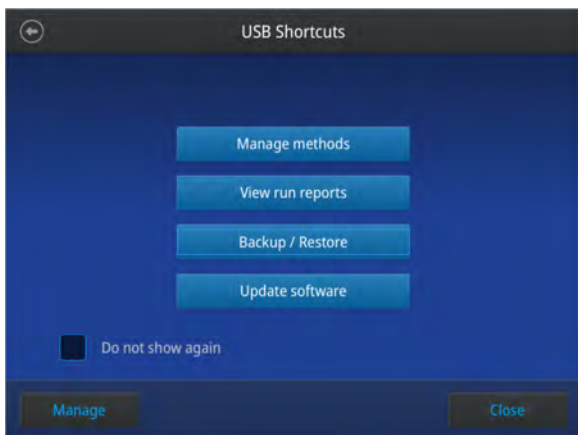 USB Shortcuts
Manage methods
View run reports
Backup / Restore
Update software
Do not show again
Manage
Close